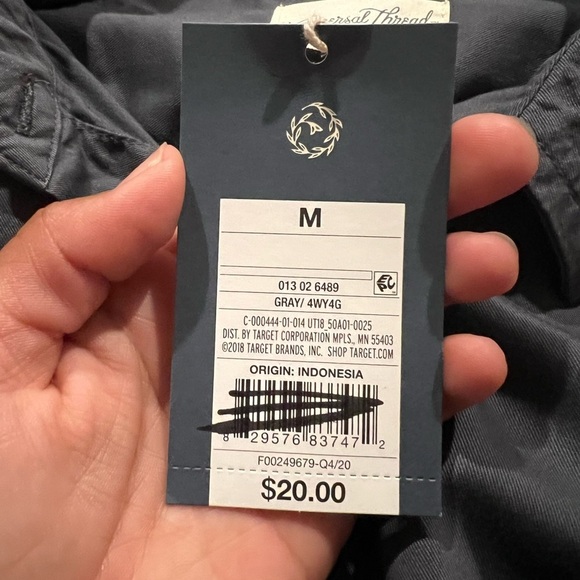 Thread
M
013 02 6489
GRAY/ 4WY4G
C-000444-01-014 UT18_50A01-0025
DIST. BY TARGET CORPORATION MPLS., MN 55403
©2018 TARGET BRANDS, INC. SHOP TARGET.COM
ORIGIN: INDONESIA
8 29576 83747 2
F00249679-Q4/20
$20.00